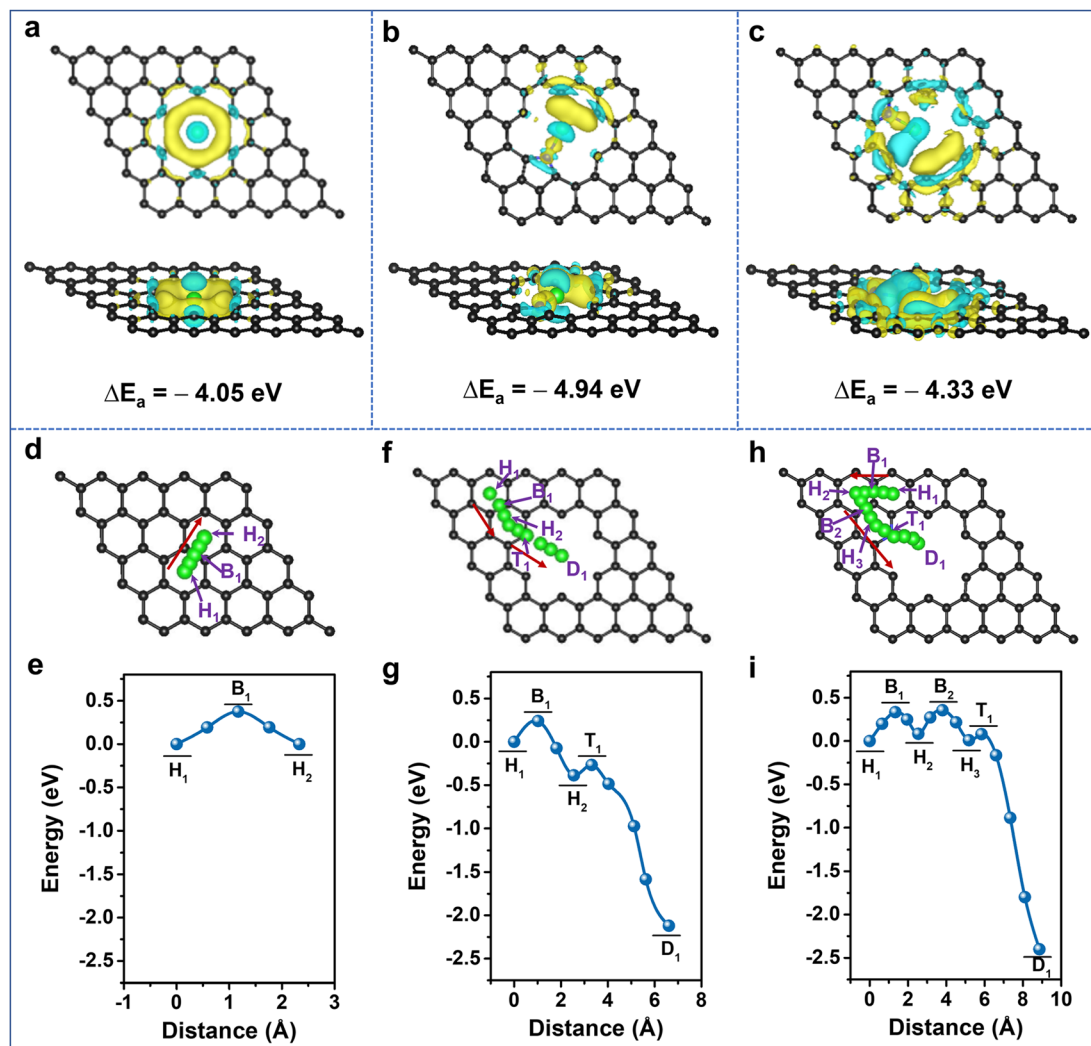 a
b
c
ΔEa = − 4.05 eV
ΔEa = − 4.94 eV
ΔEa = − 4.33 eV
d
H2
B1
H1
f
H1
B1
H2
T1
D1
h
B1
H2
H1
B2
T1
H3
D1
e
0.5
0.0
-0.5
-1.0
-1.5
-2.0
-2.5
Energy (eV)
B1
H1
H2
-1
0
1
2
3
Distance (Å)
g
0.5
0.0
-0.5
-1.0
-1.5
-2.0
-2.5
Energy (eV)
B1
H1
T1
H2
D1
0
2
4
6
8
Distance (Å)
i
0.5
0.0
-0.5
-1.0
-1.5
-2.0
-2.5
Energy (eV)
B1
B2
T1
H1
H2
H3
D1
0
2
4
6
8
10
Distance (Å)